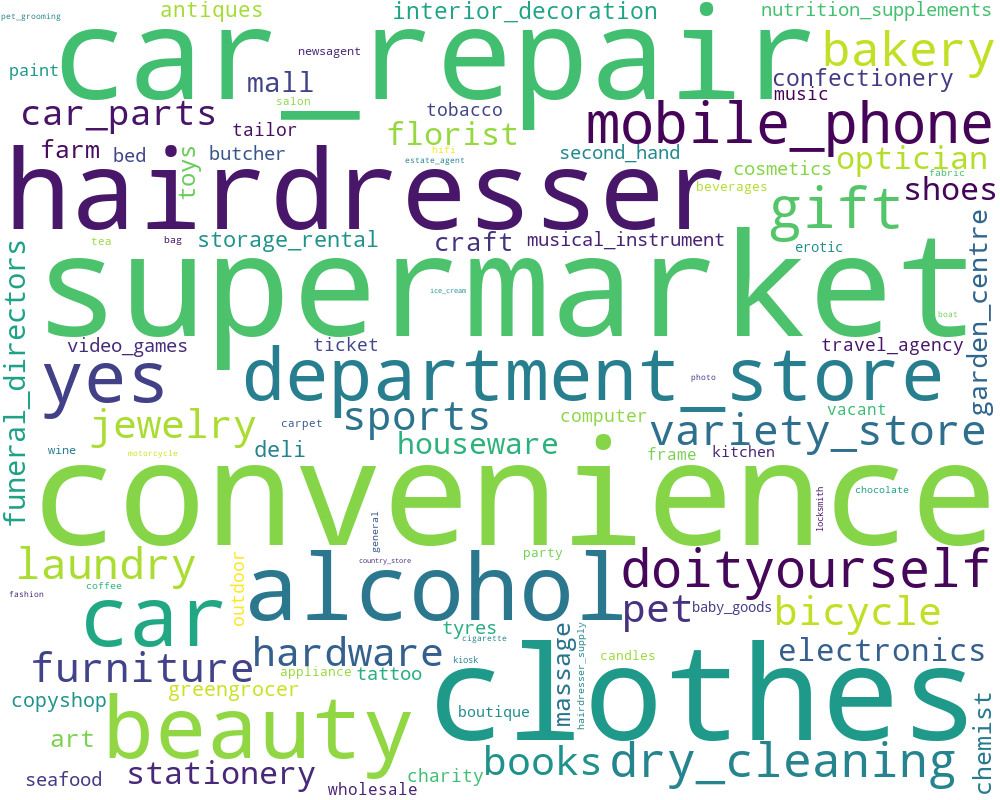 pet_grooming
antiques
interior_decoration
nutrition_supplements
car_repair
newsagent
bakery
paint
mall
confectionery
music
salon
car_parts
tobacco
mobile_phone
tailor
florist
farm
bed
toys
butcher
hifi
estate_agent
second_hand
optician
cosmetics
fabric
hairdresser
beverages
shoes
gift
tea
bag
storage_rental
craft
musical_instrument
erotic
garden_centre
funeral_directors
supermarket
ice_cream
boat
video_games
ticket
travel_agency
yes
department_store
photo
jewelry
sports
computer
vacant
carpet
variety_store
wine
motorcycle
deli
houseware
frame
kitchen
convenience
chocolate
locksmith
general
laundry
alcohol
country_store
party
doityourself
coffee
fashion
outdoor
car
pet
baby_goods
bicycle
tyres
cigarette
hardware
massage
hairdresser_supply
electronics
furniture
kiosk
candles
appliance
tattoo
greengrocer
clothes
copyshop
beauty
boutique
chemist
art
books
dry_cleaning
seafood
stationery
charity
wholesale